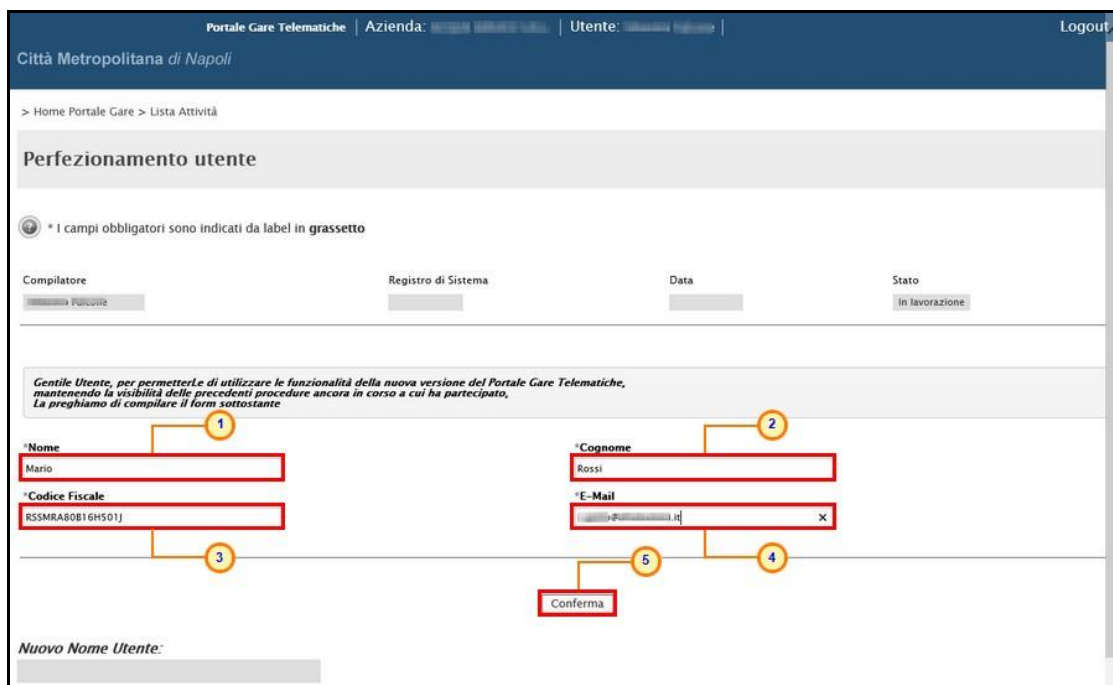 Portale Gare Telematiche | Azienda: | Utente: | Logout
Città Metropolitana di Napoli
> Home Portale Gare > Lista Attività
Perfezionamento utente
* I campi obbligatori sono indicati da label in grassetto
Compilatore Registro di Sistema Data Stato
In lavorazione
Gentile Utente, per permetterLe di utilizzare le funzionalità della nuova versione del Portale Gare Telematiche,
mantenendo la visibilità delle precedenti procedure ancora in corso a cui ha partecipato,
La preghiamo di compilare il form sottostante
1 2
*Nome *Cognome
Mario Rossi
*Codice Fiscale *E-Mail
RSSMRA80B16H501J .it ×
3 5 4
Conferma
Nuovo Nome Utente: